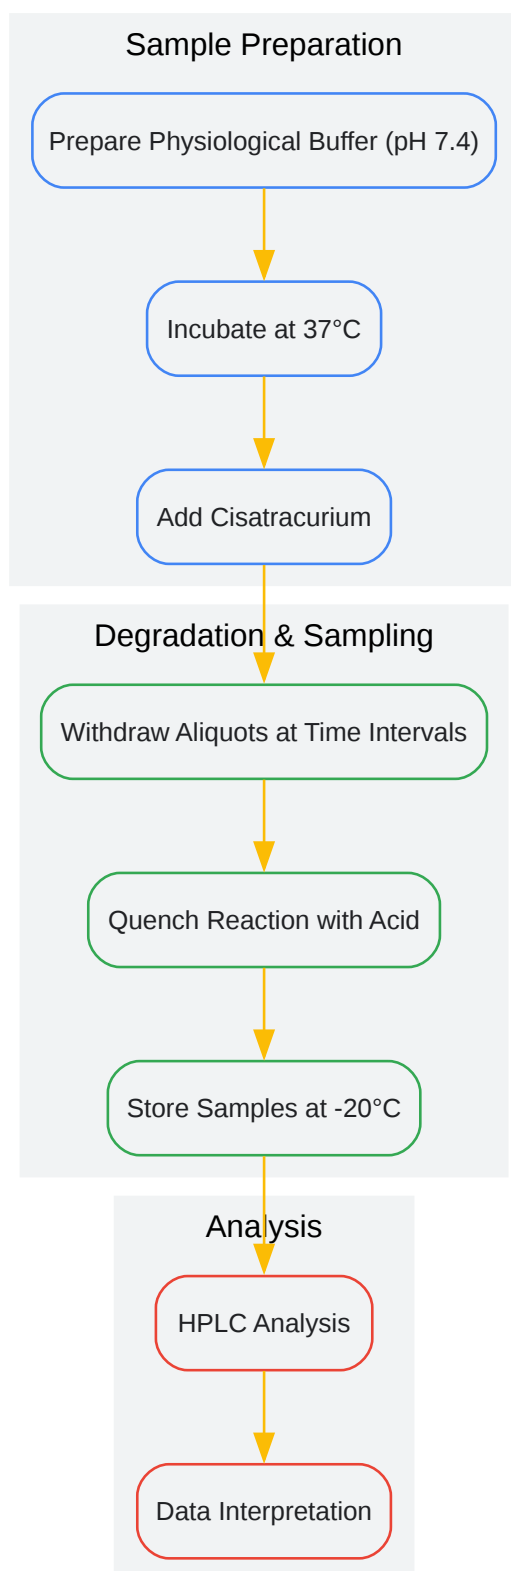 Sample Preparation
Prepare Physiological Buffer (pH 7.4)
Incubate at 37°C
Add Cisatracurium
Degradation & Sampling
Withdraw Aliquots at Time Intervals
Quench Reaction with Acid
Store Samples at -20°C
Analysis
HPLC Analysis
Data Interpretation